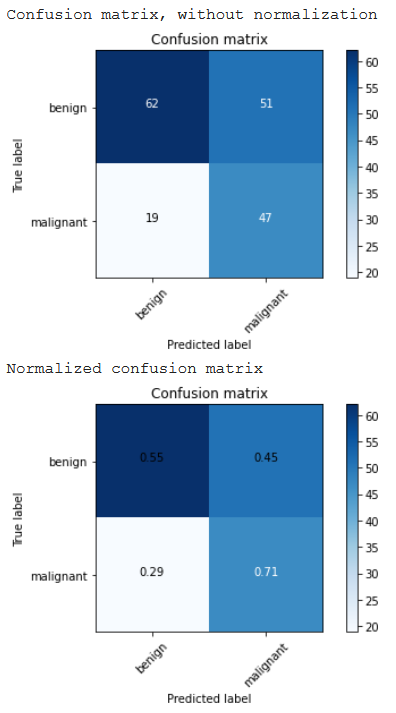 Confusion matrix, without normalization
Confusion matrix
60
benign
62
51
55
50
45
True label
40
35
malignant
19
47
30
25
20
benign
malignant
Predicted label
Normalized confusion matrix
Confusion matrix
60
benign
0.55
0.45
55
50
45
True label
40
35
malignant
0.29
0.71
30
25
20
benign
malignant
Predicted label